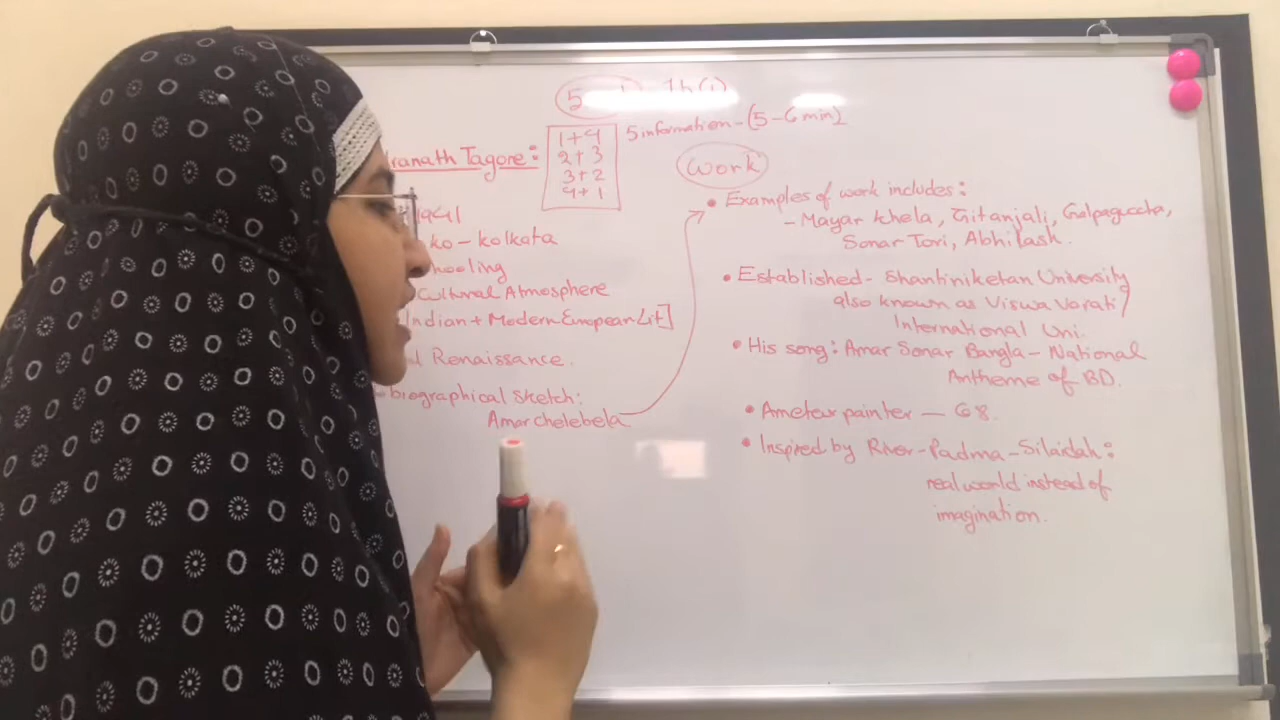 5
5 information - (5-6 min)
1+4
2+3
3+2
4+1
ranath Tagore:
Work
ko - kolkata
hooling
Cultural Atmosphere
Indian + Modern European Lit]
Renaissance.
biographical Sketch:
Amar chelebela
• Examples of work includes:
- Mayar khela, Gitanjali, Galpaguccha,
Sonar Tori, Abhilash.
• Established - Shantiniketan University
also known as Viswa Varati/
International Uni.
• His song: Amar Sonar Bangla - National
Antheme of BD.
• Ameteur painter — 68.
• Inspired by River - Padma - Silaidah:
real world instead of
imagination.